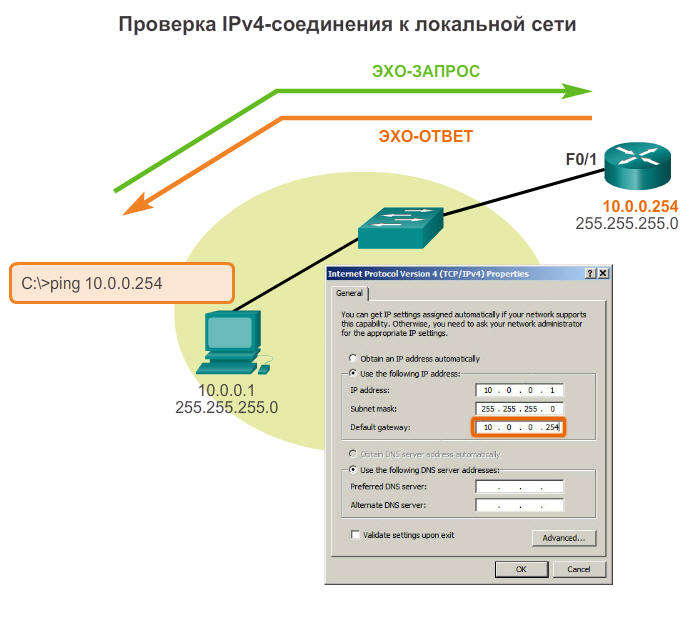 Проверка IPv4-соединения к локальной сети
ЭХО-ЗАПРОС
ЭХО-ОТВЕТ
F0/1
10.0.0.254
255.255.255.0
C:\>ping 10.0.0.254
10.0.0.1
255.255.255.0
Internet Protocol Version 4 (TCP/IPv4) Properties
General
You can get IP settings assigned automatically if your network supports
this capability. Otherwise, you need to ask your network administrator
for the appropriate IP settings.
Obtain an IP address automatically
Use the following IP address:
IP address: 10 . 0 . 0 . 1
Subnet mask: 255 . 255 . 255 . 0
Default gateway: 10 . 0 . 0 . 254
Obtain DNS server address automatically
Use the following DNS server addresses:
Preferred DNS server: . . .
Alternate DNS server: . . .
Validate settings upon exit
Advanced...
OK Cancel